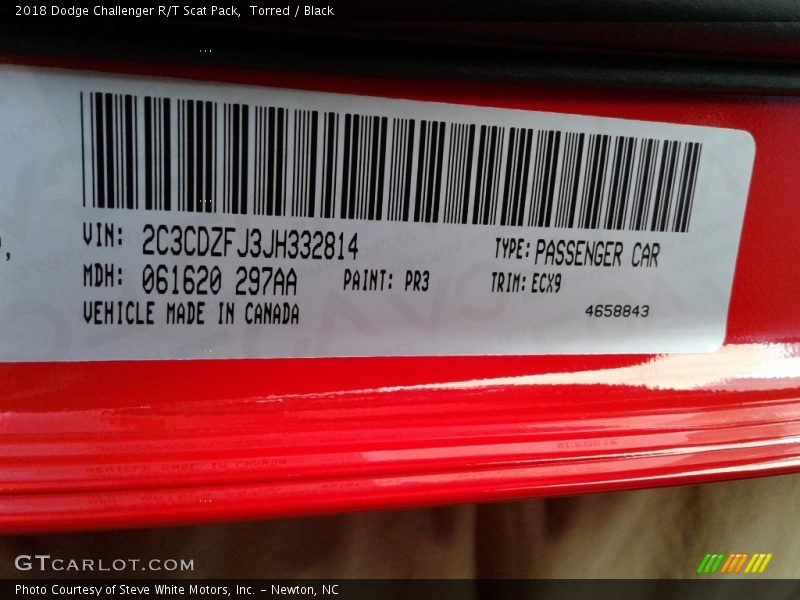 2018 Dodge Challenger R/T Scat Pack,  Torred / Black
VIN: 2C3CDZFJ3JH332814 TYPE: PASSENGER CAR
MDH: 061620 297AA PAINT: PR3 TRIM: ECX9
VEHICLE MADE IN CANADA 4658843
GTCARLOT.COM
Photo Courtesy of Steve White Motors, Inc. – Newton, NC